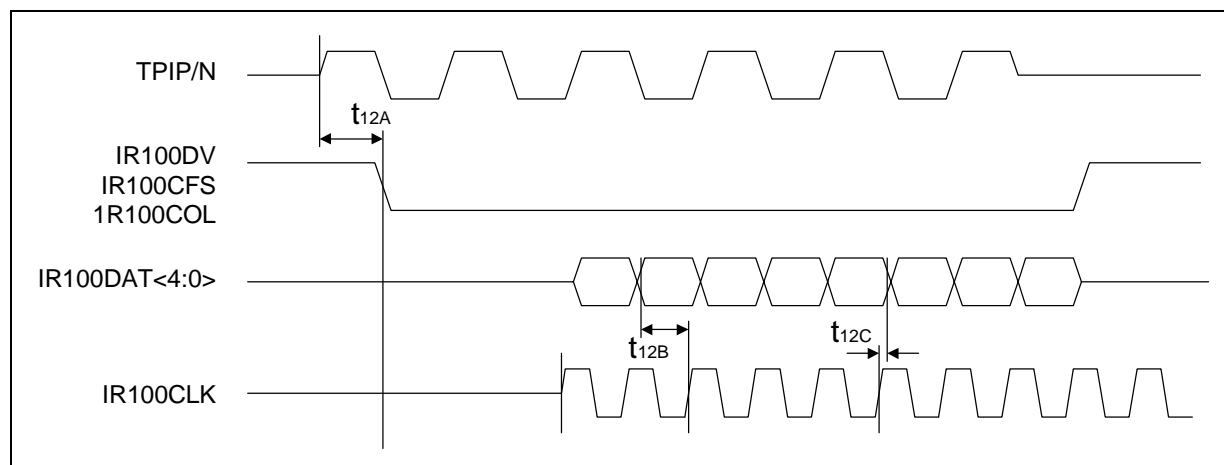 TPIP/N
t12A
IR100DV
IR100CFS
1R100COL
IR100DAT<4:0>
t12B
t12C
IR100CLK